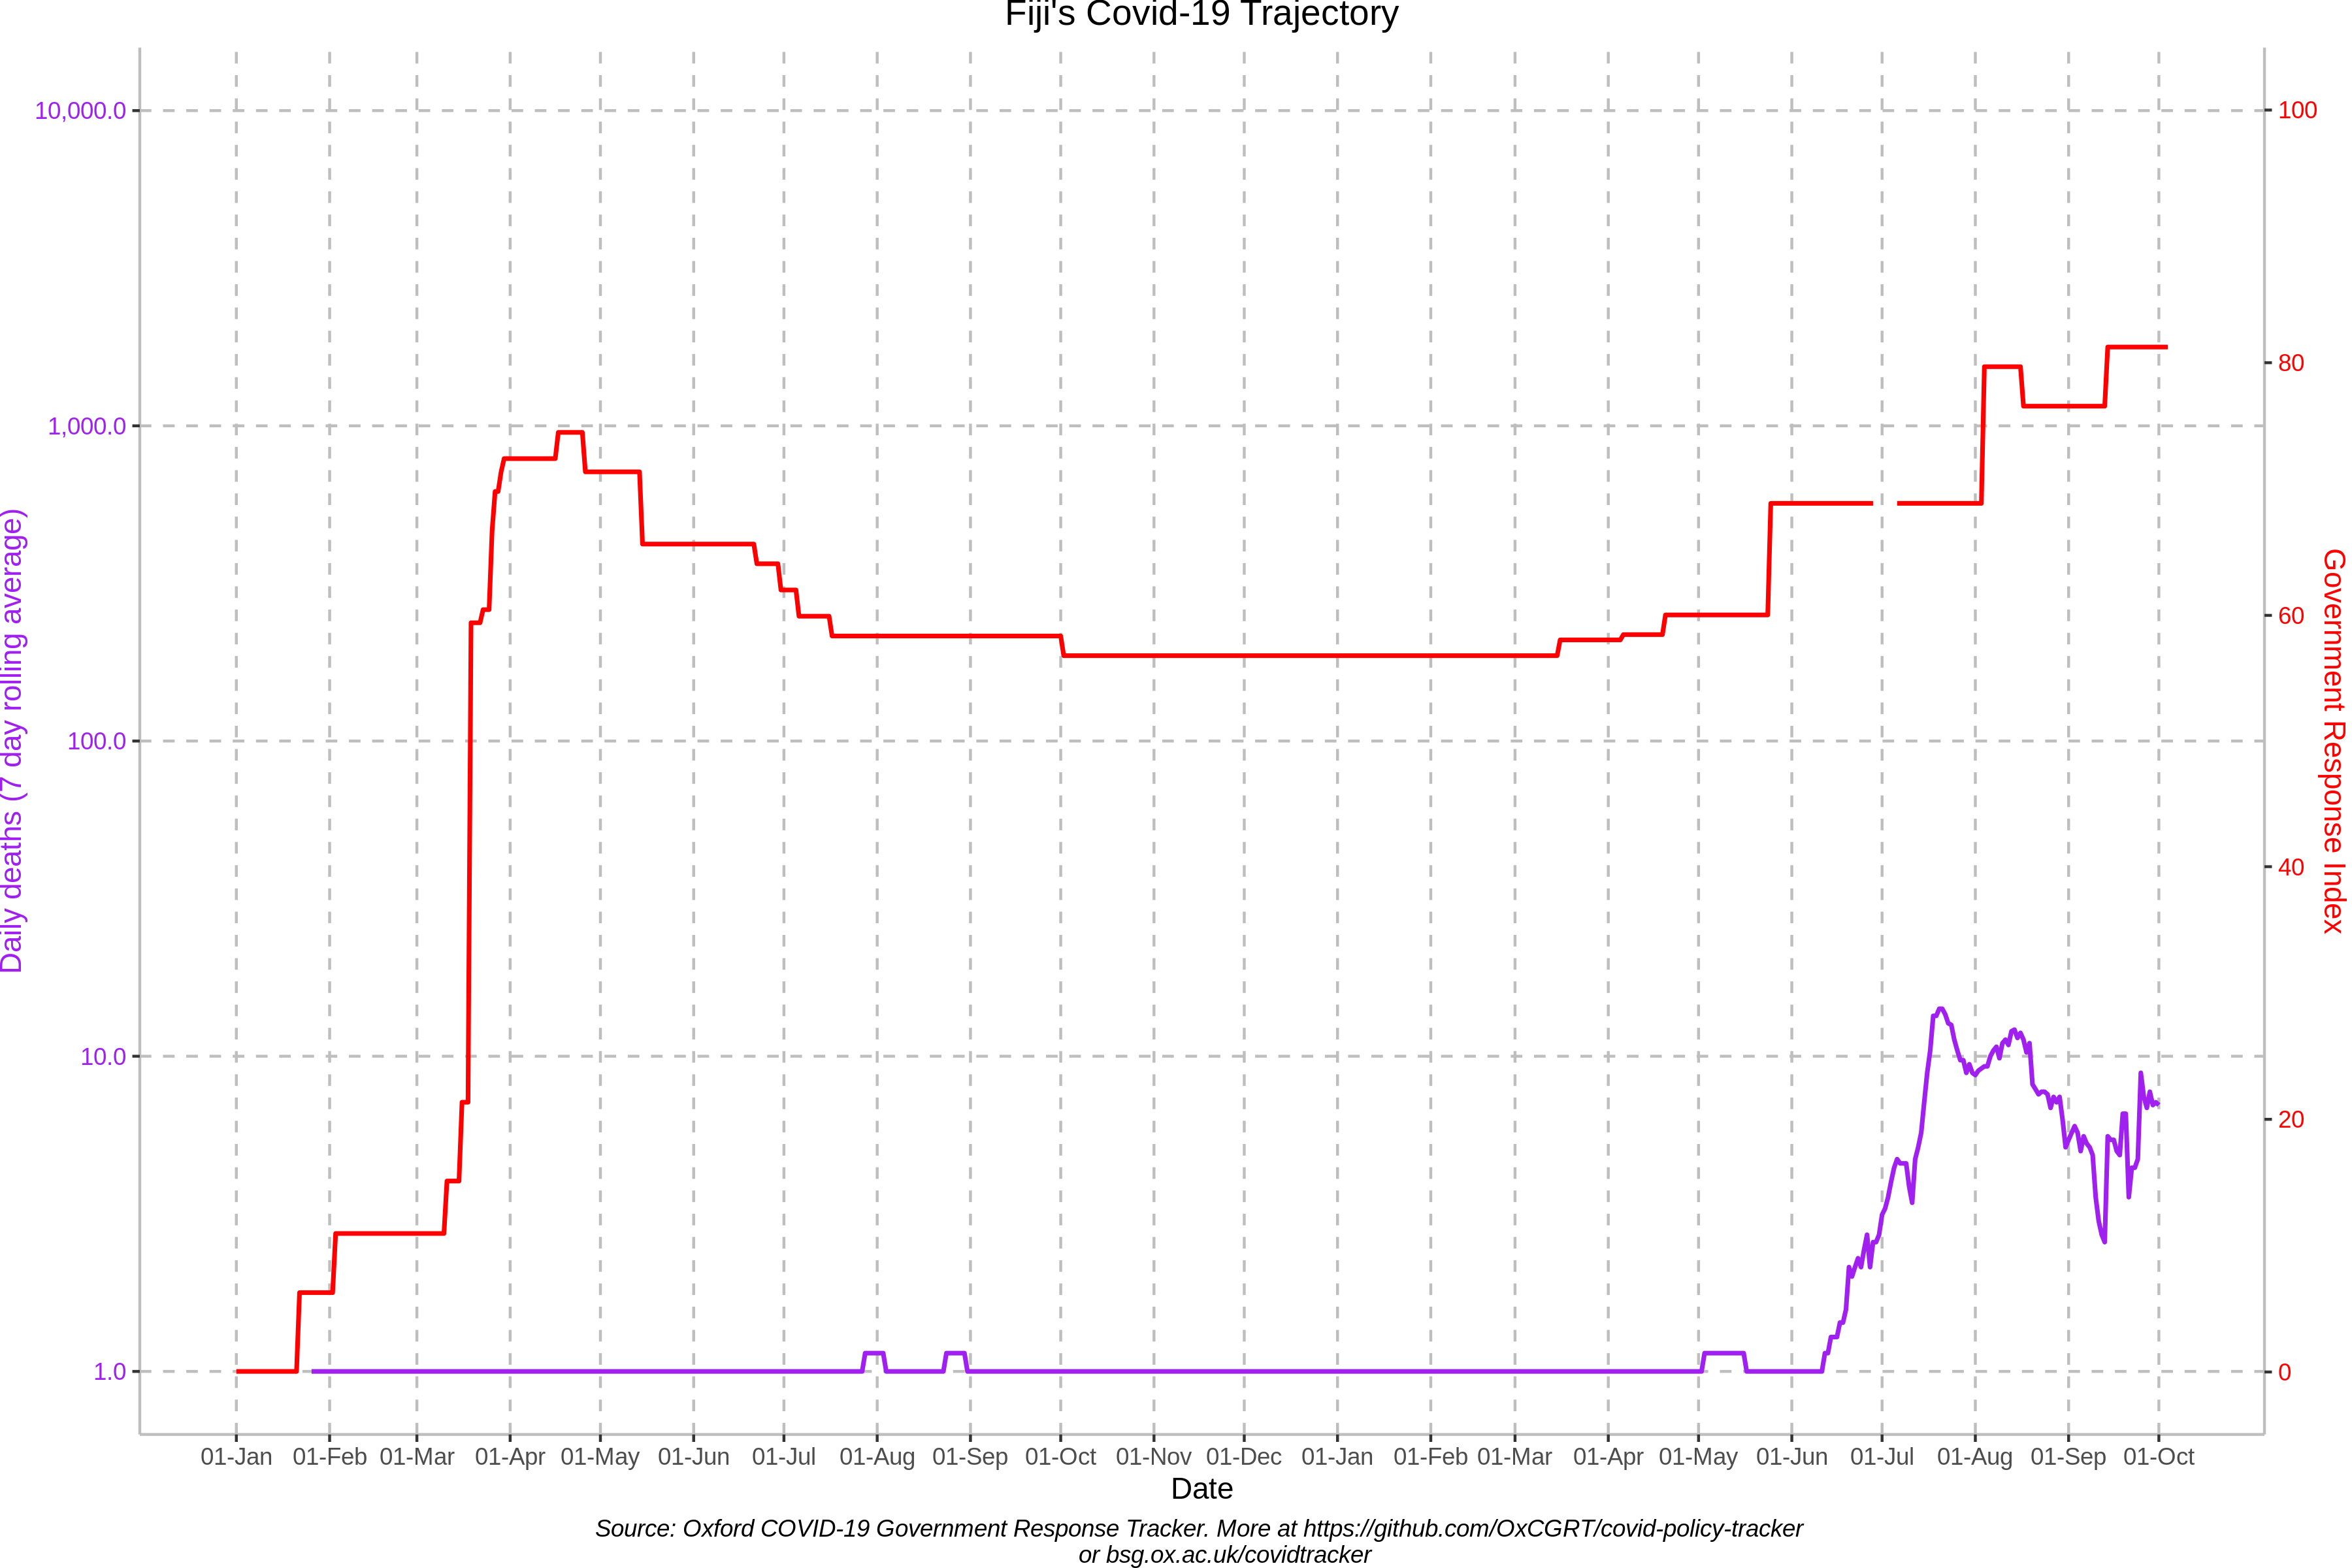 Fiji's Covid-19 Trajectory
10,000.0
1,000.0
100.0
10.0
1.0
Daily deaths (7 day rolling average)
100
80
60
40
20
0
Government Response Index
01-Jan 01-Feb 01-Mar 01-Apr 01-May 01-Jun 01-Jul 01-Aug 01-Sep 01-Oct 01-Nov 01-Dec 01-Jan 01-Feb 01-Mar 01-Apr 01-May 01-Jun 01-Jul 01-Aug 01-Sep 01-Oct
Date
Source: Oxford COVID-19 Government Response Tracker. More at https://github.com/OxCGRT/covid-policy-tracker
or bsg.ox.ac.uk/covidtracker